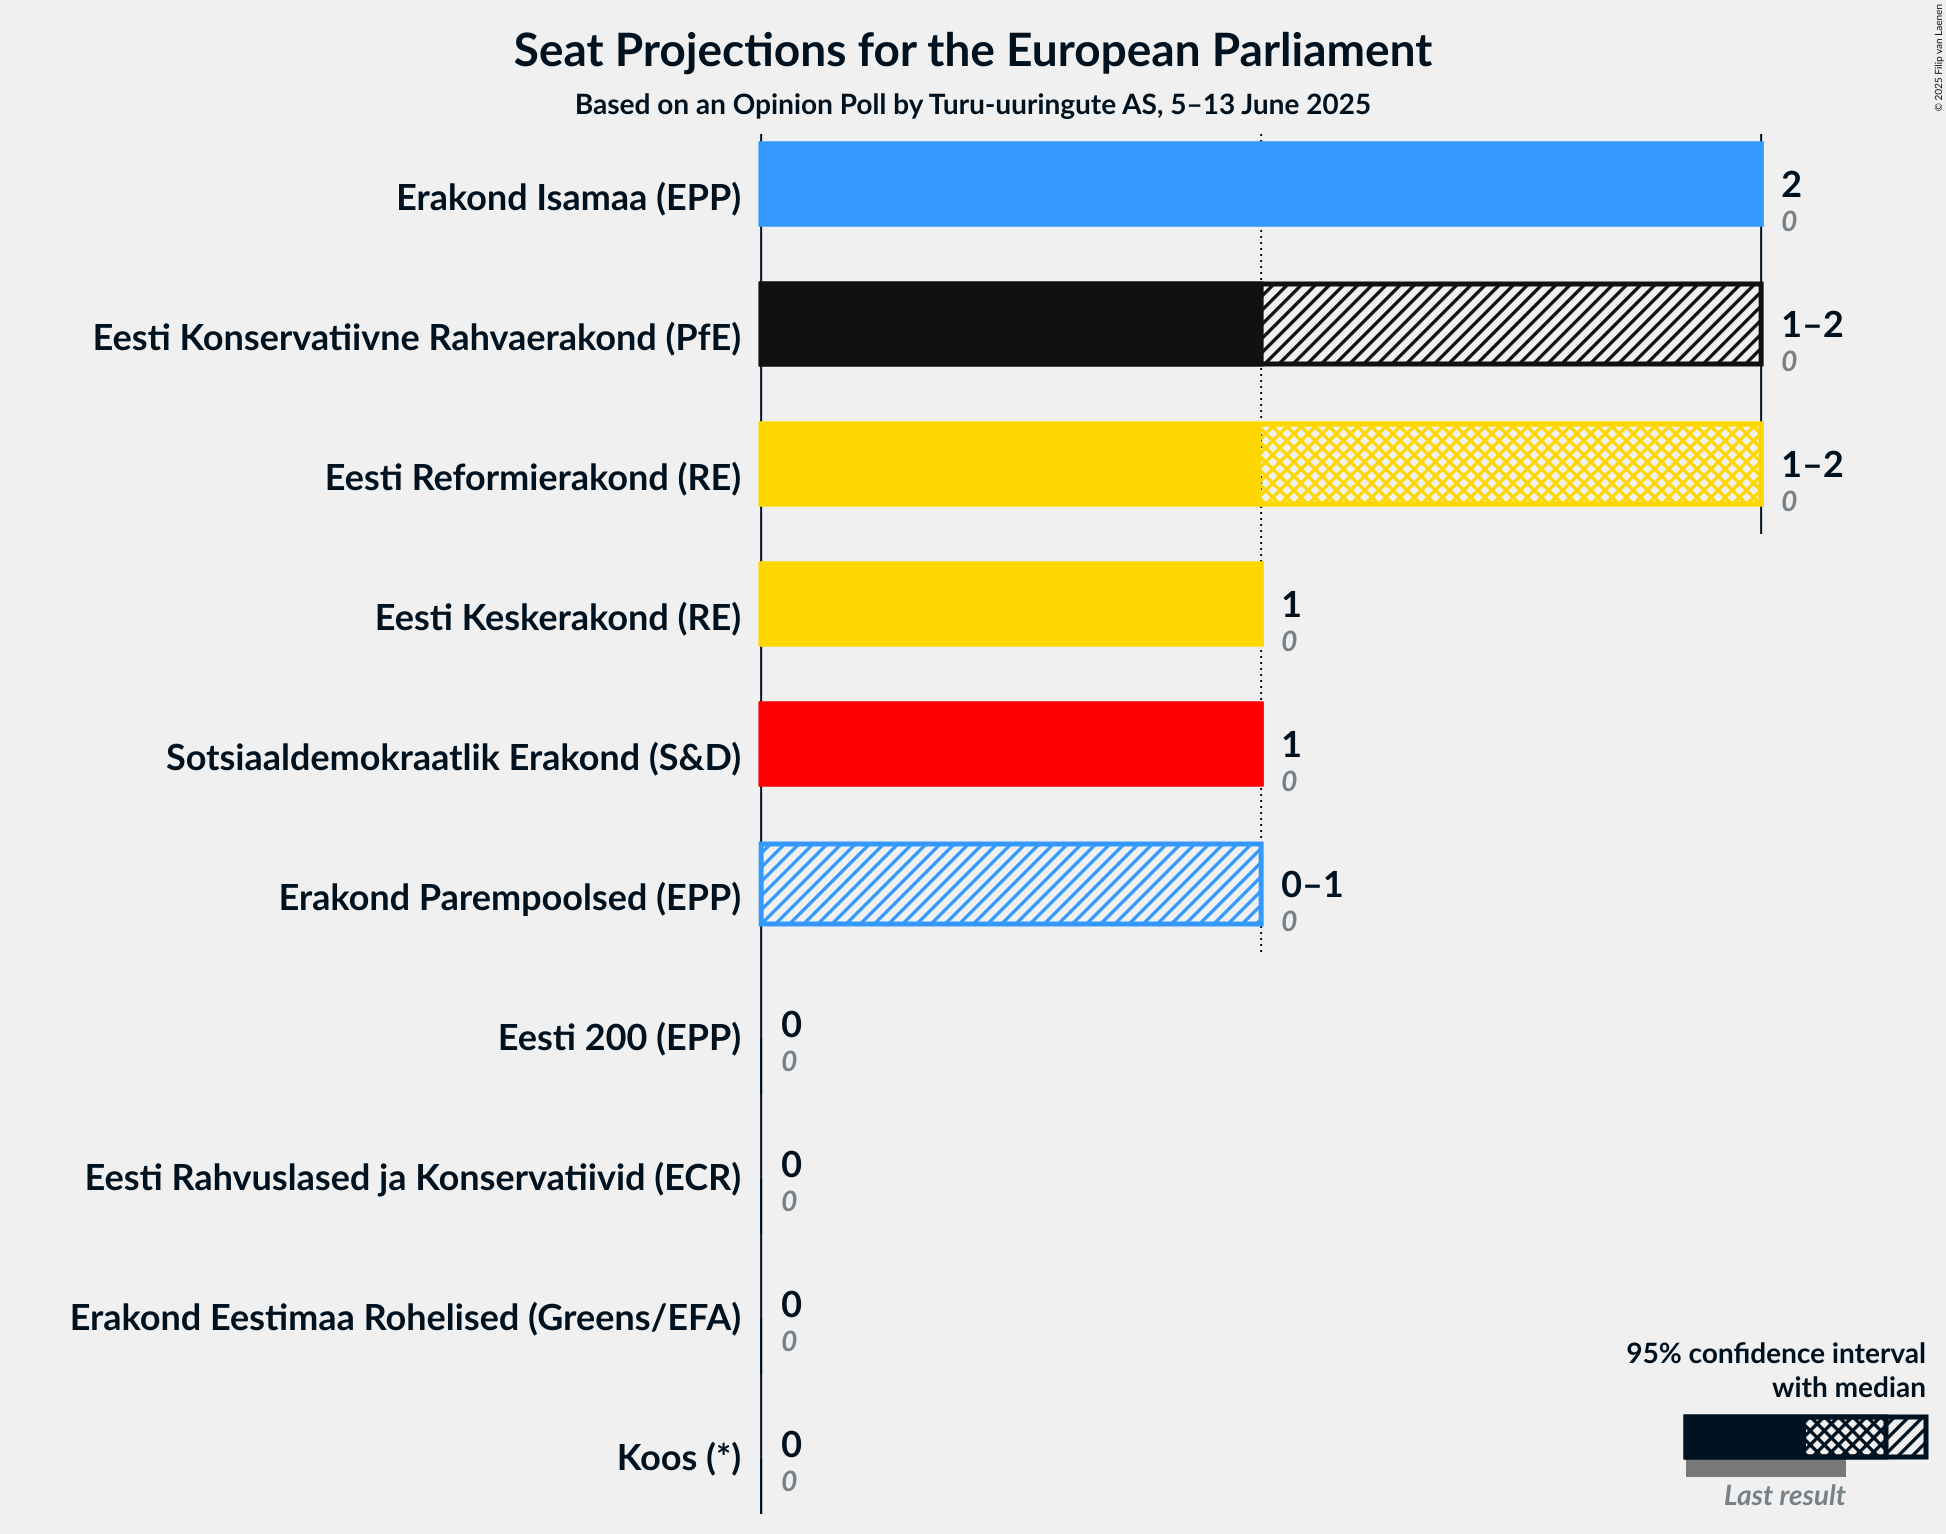 Seat Projections for the European Parliament
Based on an Opinion Poll by Turu-uuringute AS, 5–13 June 2025
© 2025 Filip van Laenen
Erakond Isamaa (EPP)
2
0
Eesti Konservatiivne Rahvaerakond (PfE)
1–2
0
Eesti Reformierakond (RE)
1–2
0
Eesti Keskerakond (RE)
1
0
Sotsiaaldemokraatlik Erakond (S&D)
1
0
Erakond Parempoolsed (EPP)
0–1
0
Eesti 200 (EPP)
0
0
Eesti Rahvuslased ja Konservatiivid (ECR)
0
0
Erakond Eestimaa Rohelised (Greens/EFA)
0
0
Koos (*)
0
0
95% confidence interval
with median
Last result